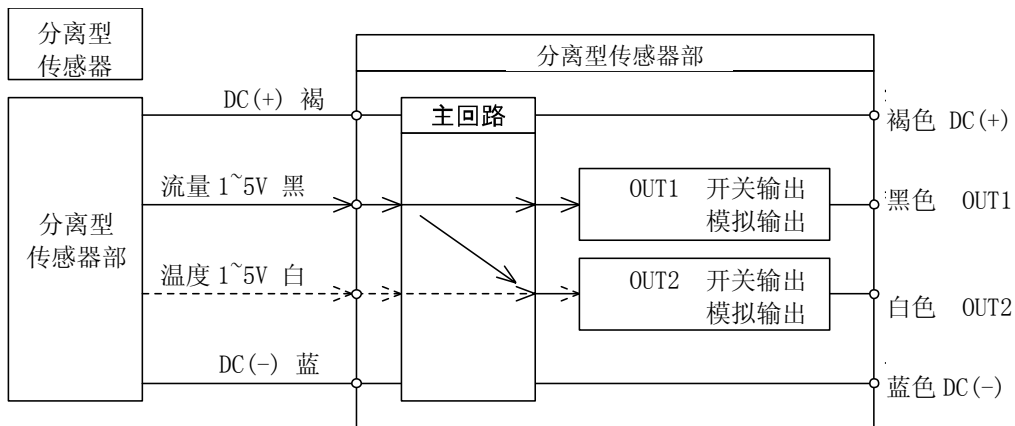 分离型
传感器
分离型传感器部
DC(+) 褐
主回路
褐色 DC(+)
流量 1~5V 黑
OUT1 开关输出
模拟输出
黑色 OUT1
分离型
传感器部
温度 1~5V 白
OUT2 开关输出
模拟输出
白色 OUT2
DC(-) 蓝
蓝色 DC(-)